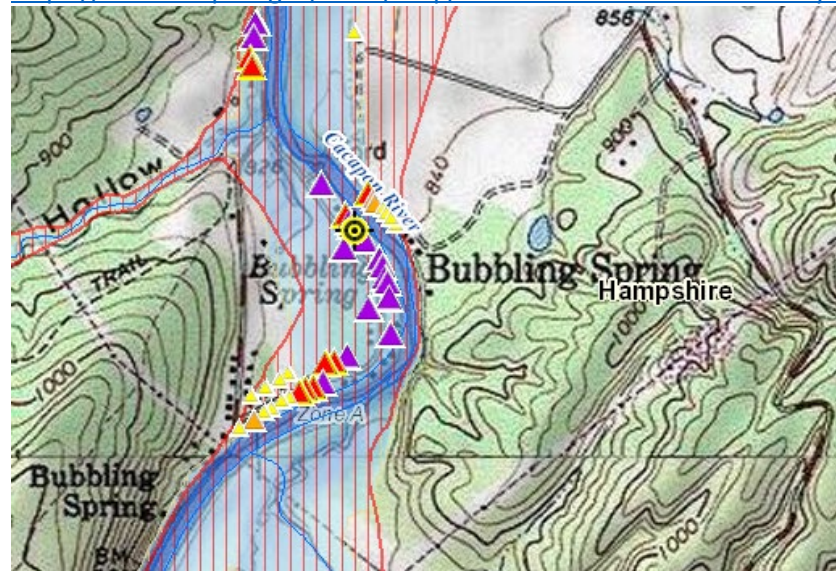 856
900
Hollow
926
rd
Cacapon River
840
900
TRAIL
B
S
Bubbling
Spring
Bubbling Spring
Hampshire
1000
1000
Zone A
Bubbling
Spring
BM
1000